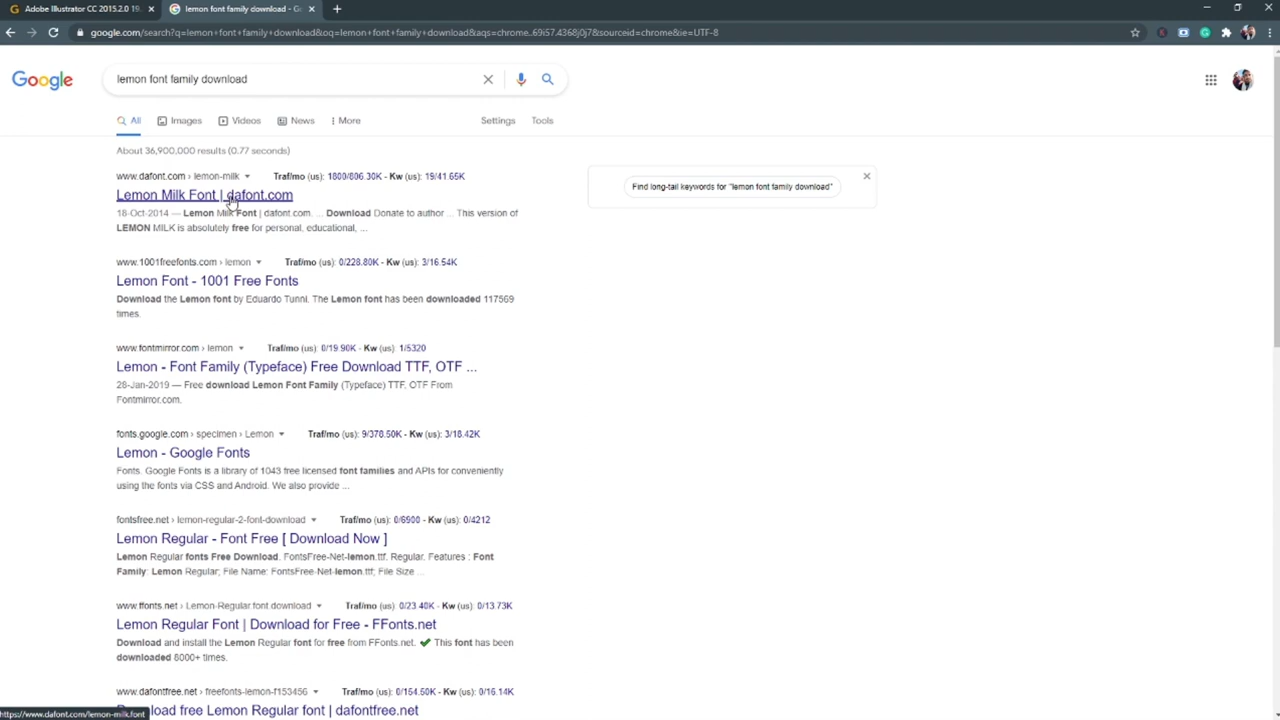 Adobe Illustrator CC 2015.2.0 19.
lemon font family download - Go
google.com/search?q=lemon+font+family+download&oq=lemon+font+family+download&aqs=chrome..69i57.4368j0j7&sourceid=chrome&ie=UTF-8
Google
lemon font family download
All
Images
Videos
News
More
Settings
Tools
About 36,900,000 results (0.77 seconds)
www.dafont.com › lemon-milk
Traf/mo (us): 1800/806.30K - Kw (us): 19/41.65K
Lemon Milk Font | dafont.com
18-Oct-2014 — Lemon Milk Font | dafont.com. ... Download Donate to author ... This version of
LEMON MILK is absolutely free for personal, educational, ...
Find long-tail keywords for "lemon font family download"
www.1001freefonts.com › lemon
Traf/mo (us): 0/228.80K - Kw (us): 3/16.54K
Lemon Font - 1001 Free Fonts
Download the Lemon font by Eduardo Tunni. The Lemon font has been downloaded 117569
times.
www.fontmirror.com › lemon
Traf/mo (us): 0/19.90K - Kw (us): 1/5320
Lemon - Font Family (Typeface) Free Download TTF, OTF ...
28-Jan-2019 — Free download Lemon Font Family (Typeface) TTF, OTF From
Fontmirror.com.
fonts.google.com › specimen › Lemon
Traf/mo (us): 9/378.50K - Kw (us): 3/18.42K
Lemon - Google Fonts
Fonts. Google Fonts is a library of 1043 free licensed font families and APIs for conveniently
using the fonts via CSS and Android. We also provide ...
fontsfree.net › lemon-regular-2-font-download
Traf/mo (us): 0/6900 - Kw (us): 0/4212
Lemon Regular - Font Free [ Download Now ]
Lemon Regular fonts Free Download. FontsFree-Net-lemon.ttf. Regular. Features : Font
Family: Lemon Regular; File Name: FontsFree-Net-lemon.ttf; File Size ...
www.ffonts.net › Lemon-Regular.font.download
Traf/mo (us): 0/23.40K - Kw (us): 0/13.73K
Lemon Regular Font | Download for Free - FFonts.net
Download and install the Lemon Regular font for free from FFonts.net. ✔ This font has been
downloaded 8000+ times.
www.dafontfree.net › freefonts-lemon-f153456
Traf/mo (us): 0/154.50K - Kw (us): 0/16.14K
load free Lemon Regular font | dafontfree.net
https://www.dafont.com/lemon-milk.font